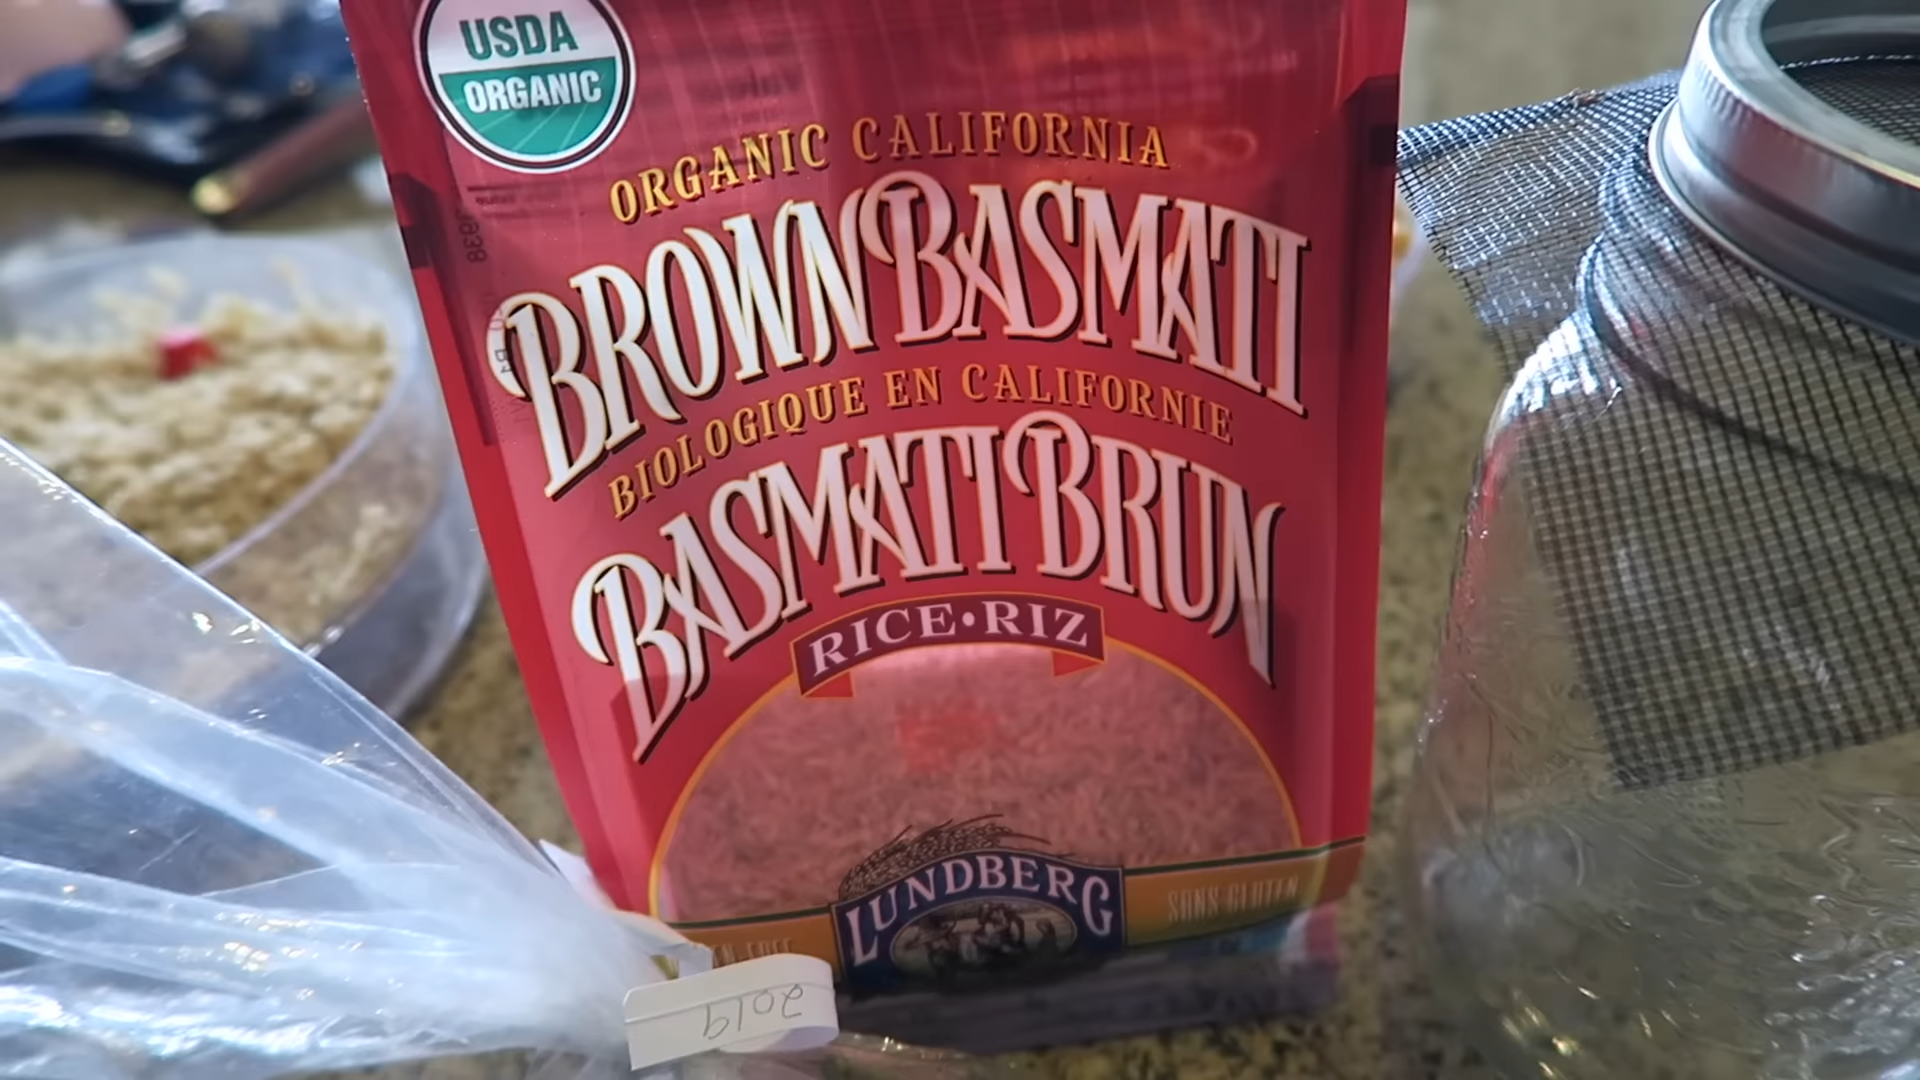 USDA
ORGANIC
ORGANIC CALIFORNIA
BROWN BASMATI
BIOLOGIQUE EN CALIFORNIE
BASMATI BRUN
RICE•RIZ
LUNDBERG
SANS GLUTEN
2019